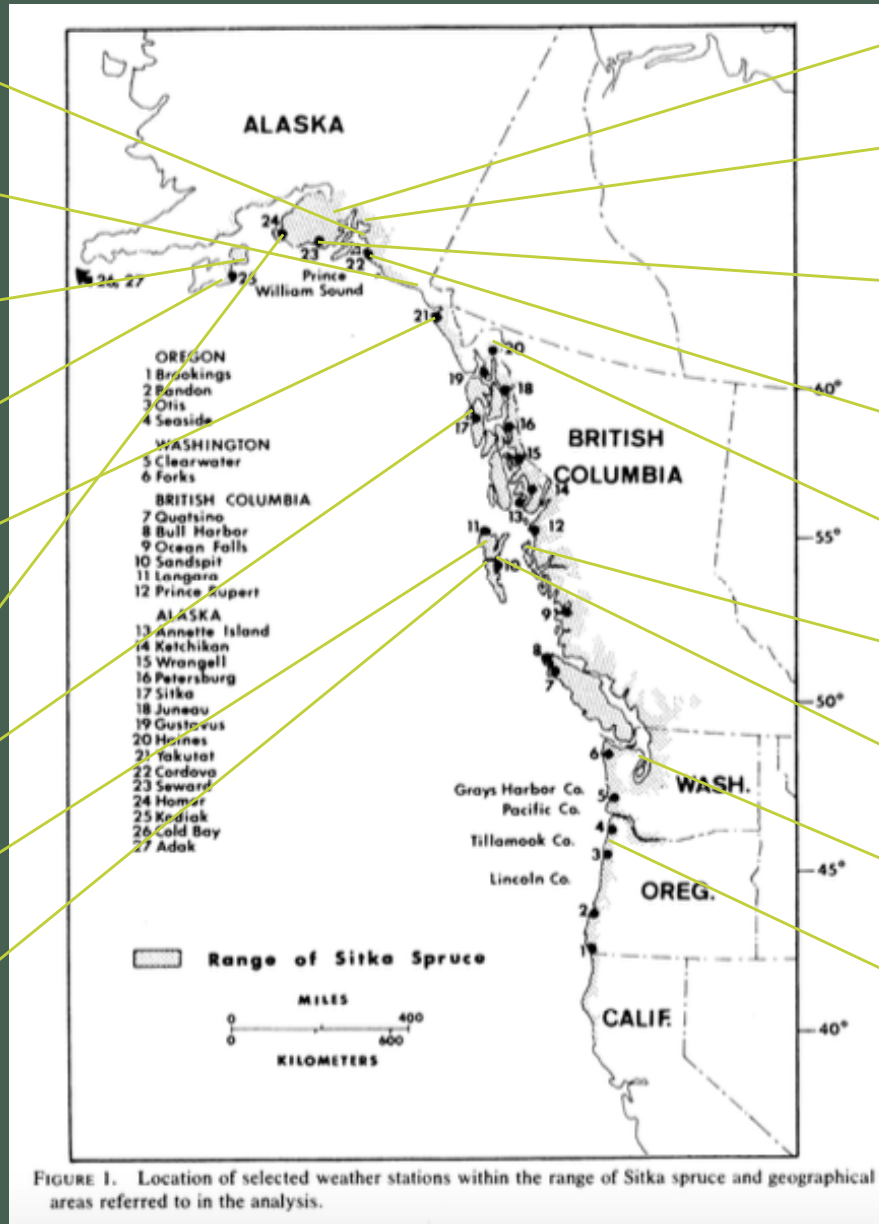 ALASKA
24
23
22
Prince
William Sound
25
26, 27
21
20
19
18
17
16
15
14
13
12
11
10
9
8
7
6
5
4
3
2
1
60°
55°
50°
45°
40°
BRITISH
COLUMBIA
WASH.
OREG.
CALIF.
Grays Harbor Co.
Pacific Co.
Tillamook Co.
Lincoln Co.
OREGON
1 Brookings
2 Bandon
3 Otis
4 Seaside
WASHINGTON
5 Clearwater
6 Forks
BRITISH COLUMBIA
7 Quatsino
8 Bull Harbor
9 Ocean Falls
10 Sandspit
11 Langara
12 Prince Rupert
ALASKA
13 Annette Island
14 Ketchikan
15 Wrangell
16 Petersburg
17 Sitka
18 Juneau
19 Gustavus
20 Haines
21 Yakutat
22 Cordova
23 Seward
24 Homer
25 Kodiak
26 Cold Bay
27 Adak
Range of Sitka Spruce
MILES
0 400
0 600
KILOMETERS
FIGURE 1. Location of selected weather stations within the range of Sitka spruce and geographical
areas referred to in the analysis.